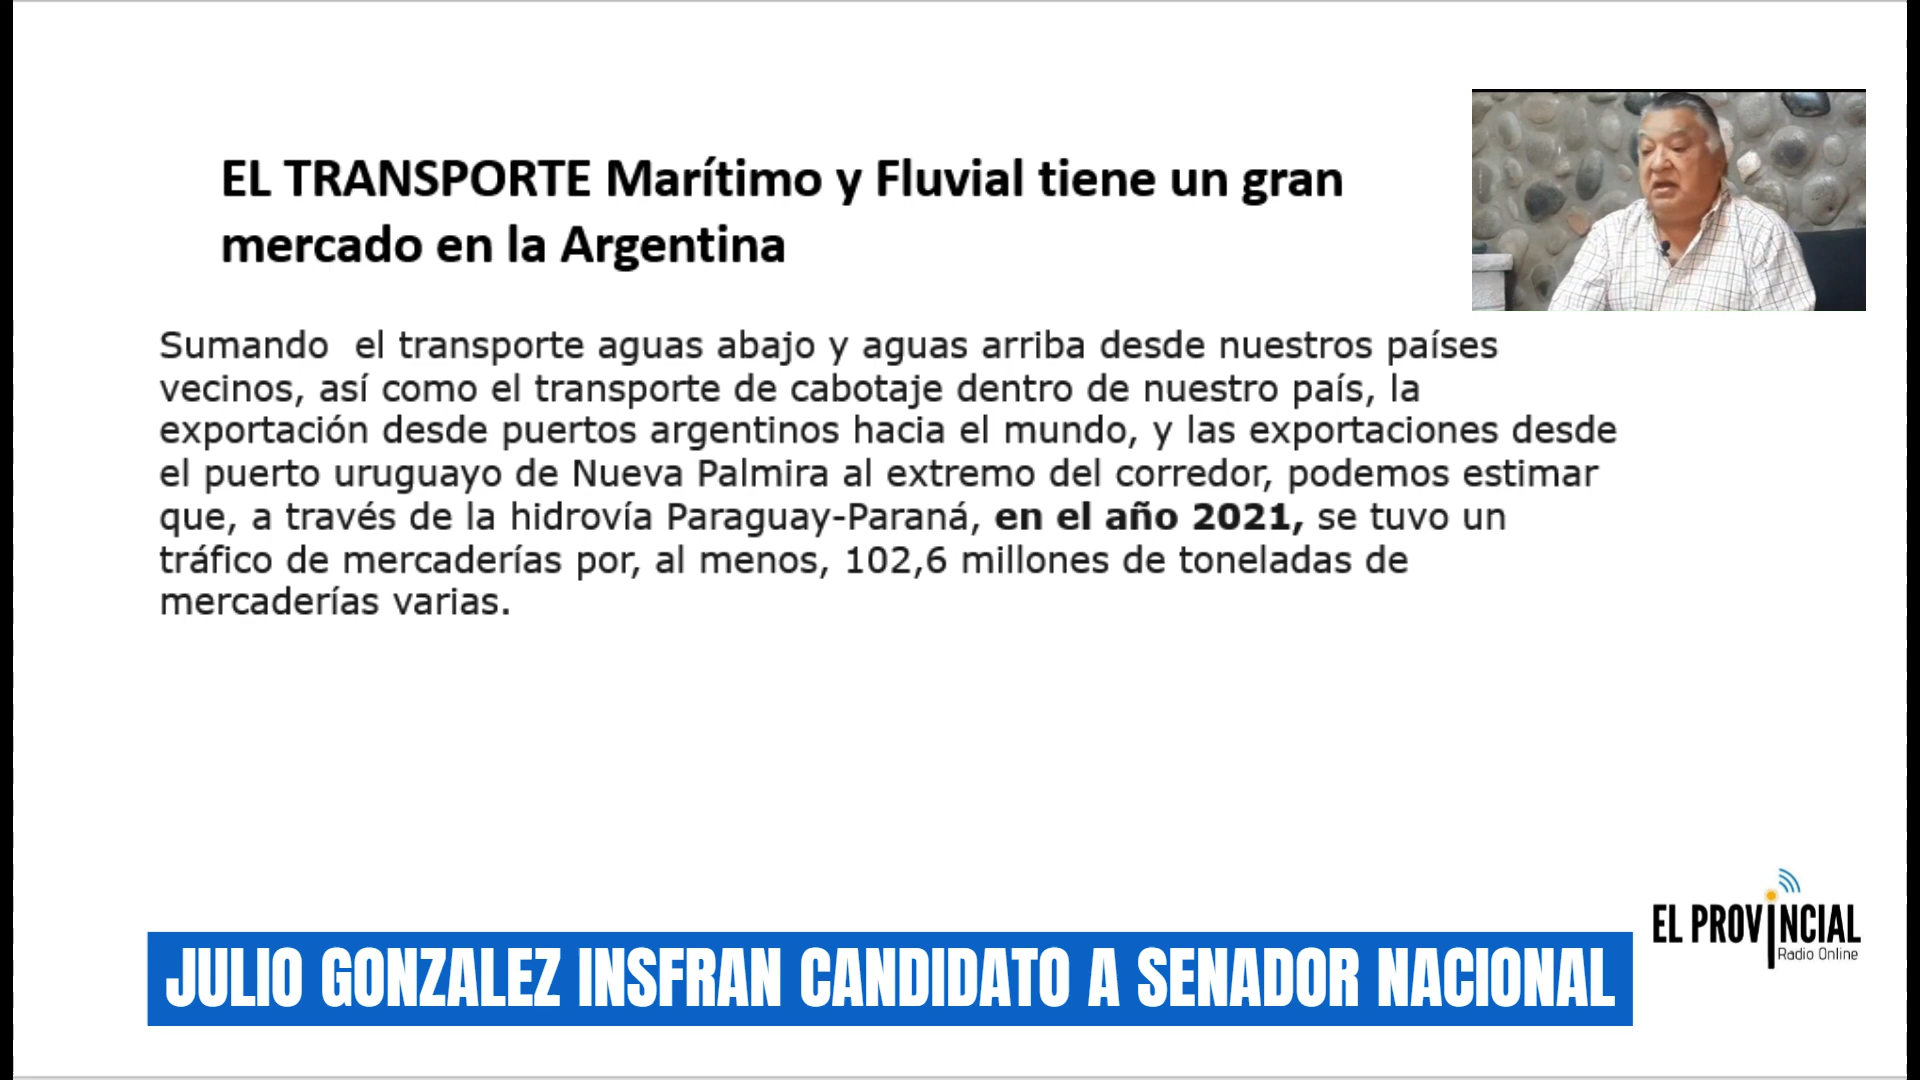 EL TRANSPORTE Marítimo y Fluvial tiene un gran
mercado en la Argentina
Sumando  el transporte aguas abajo y aguas arriba desde nuestros países
vecinos, así como el transporte de cabotaje dentro de nuestro país, la
exportación desde puertos argentinos hacia el mundo, y las exportaciones desde
el puerto uruguayo de Nueva Palmira al extremo del corredor, podemos estimar
que, a través de la hidrovía Paraguay-Paraná, en el año 2021, se tuvo un
tráfico de mercaderías por, al menos, 102,6 millones de toneladas de
mercaderías varias.
EL PROVINCIAL
Radio Online
JULIO GONZALEZ INSFRAN CANDIDATO A SENADOR NACIONAL